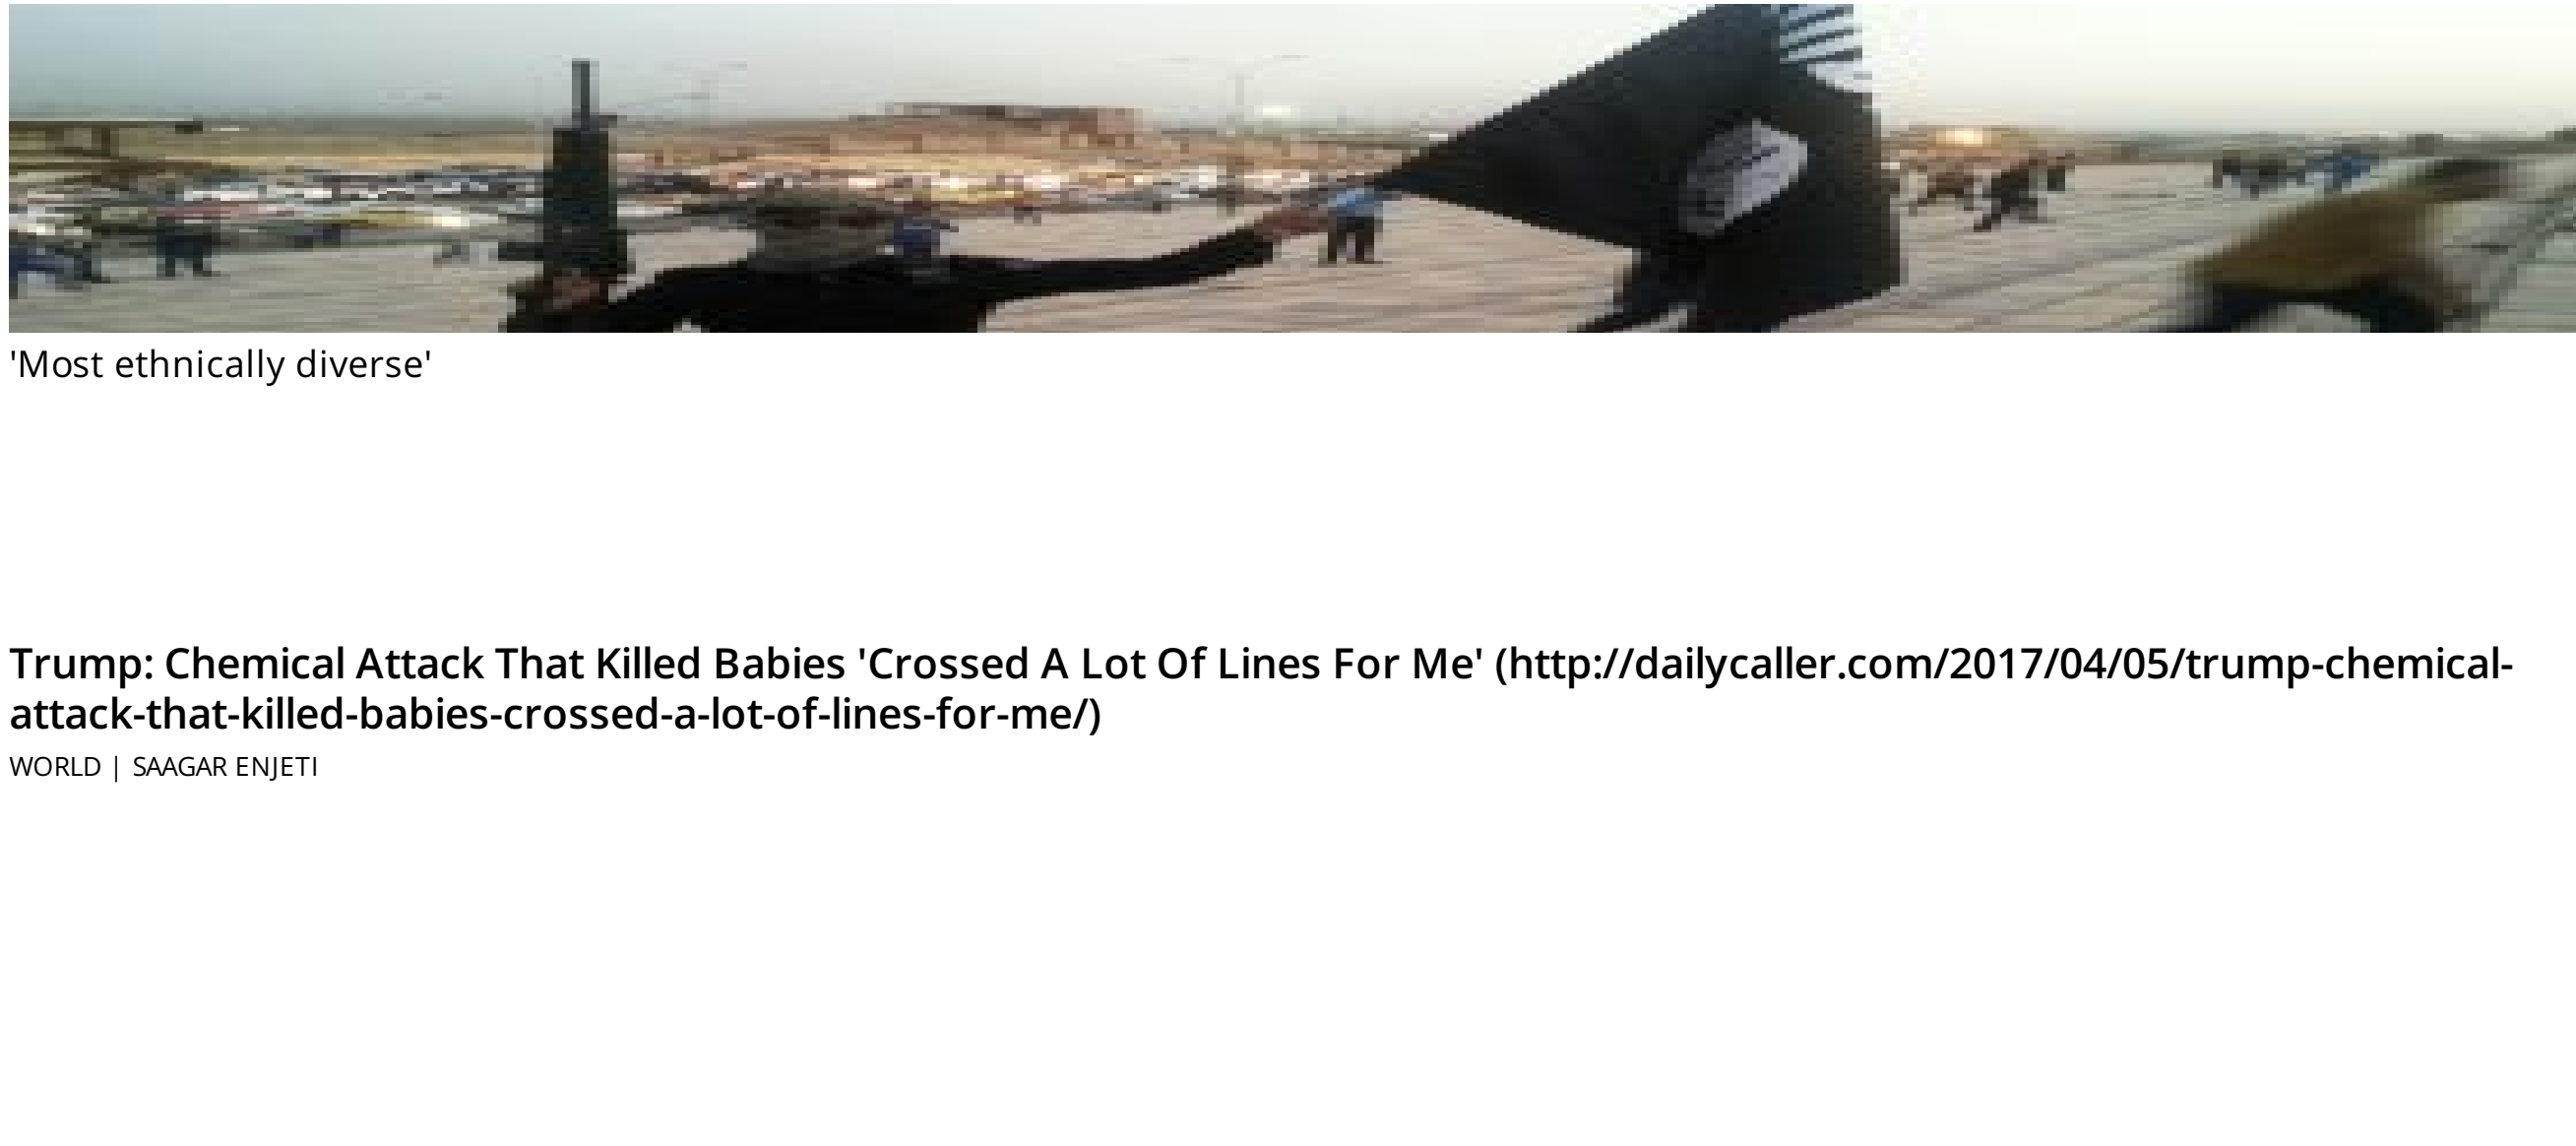 'Most ethnically diverse'
Trump: Chemical Attack That Killed Babies 'Crossed A Lot Of Lines For Me' (http://dailycaller.com/2017/04/05/trump-chemical-
attack-that-killed-babies-crossed-a-lot-of-lines-for-me/)
WORLD | SAAGAR ENJETI